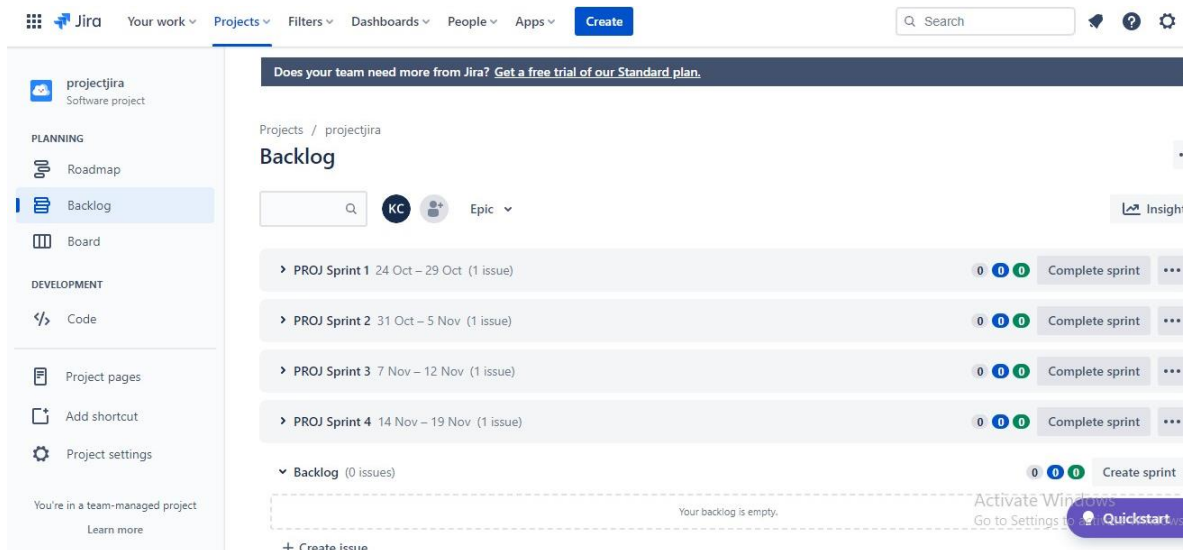 Jira Your work Projects Filters Dashboards People Apps Create Search
projectjira
Software project
PLANNING
Roadmap
Backlog
Board
DEVELOPMENT
Code
Project pages
Add shortcut
Project settings
You're in a team-managed project
Learn more
Does your team need more from Jira? Get a free trial of our Standard plan.
Projects / projectjira
Backlog
KC Epic Insight
PROJ Sprint 1 24 Oct – 29 Oct (1 issue) 0 0 0 Complete sprint
PROJ Sprint 2 31 Oct – 5 Nov (1 issue) 0 0 0 Complete sprint
PROJ Sprint 3 7 Nov – 12 Nov (1 issue) 0 0 0 Complete sprint
PROJ Sprint 4 14 Nov – 19 Nov (1 issue) 0 0 0 Complete sprint
Backlog (0 issues) 0 0 0 Create sprint
Your backlog is empty.
Activate Windows
Go to Settings to
Quickstart
+ Create issue